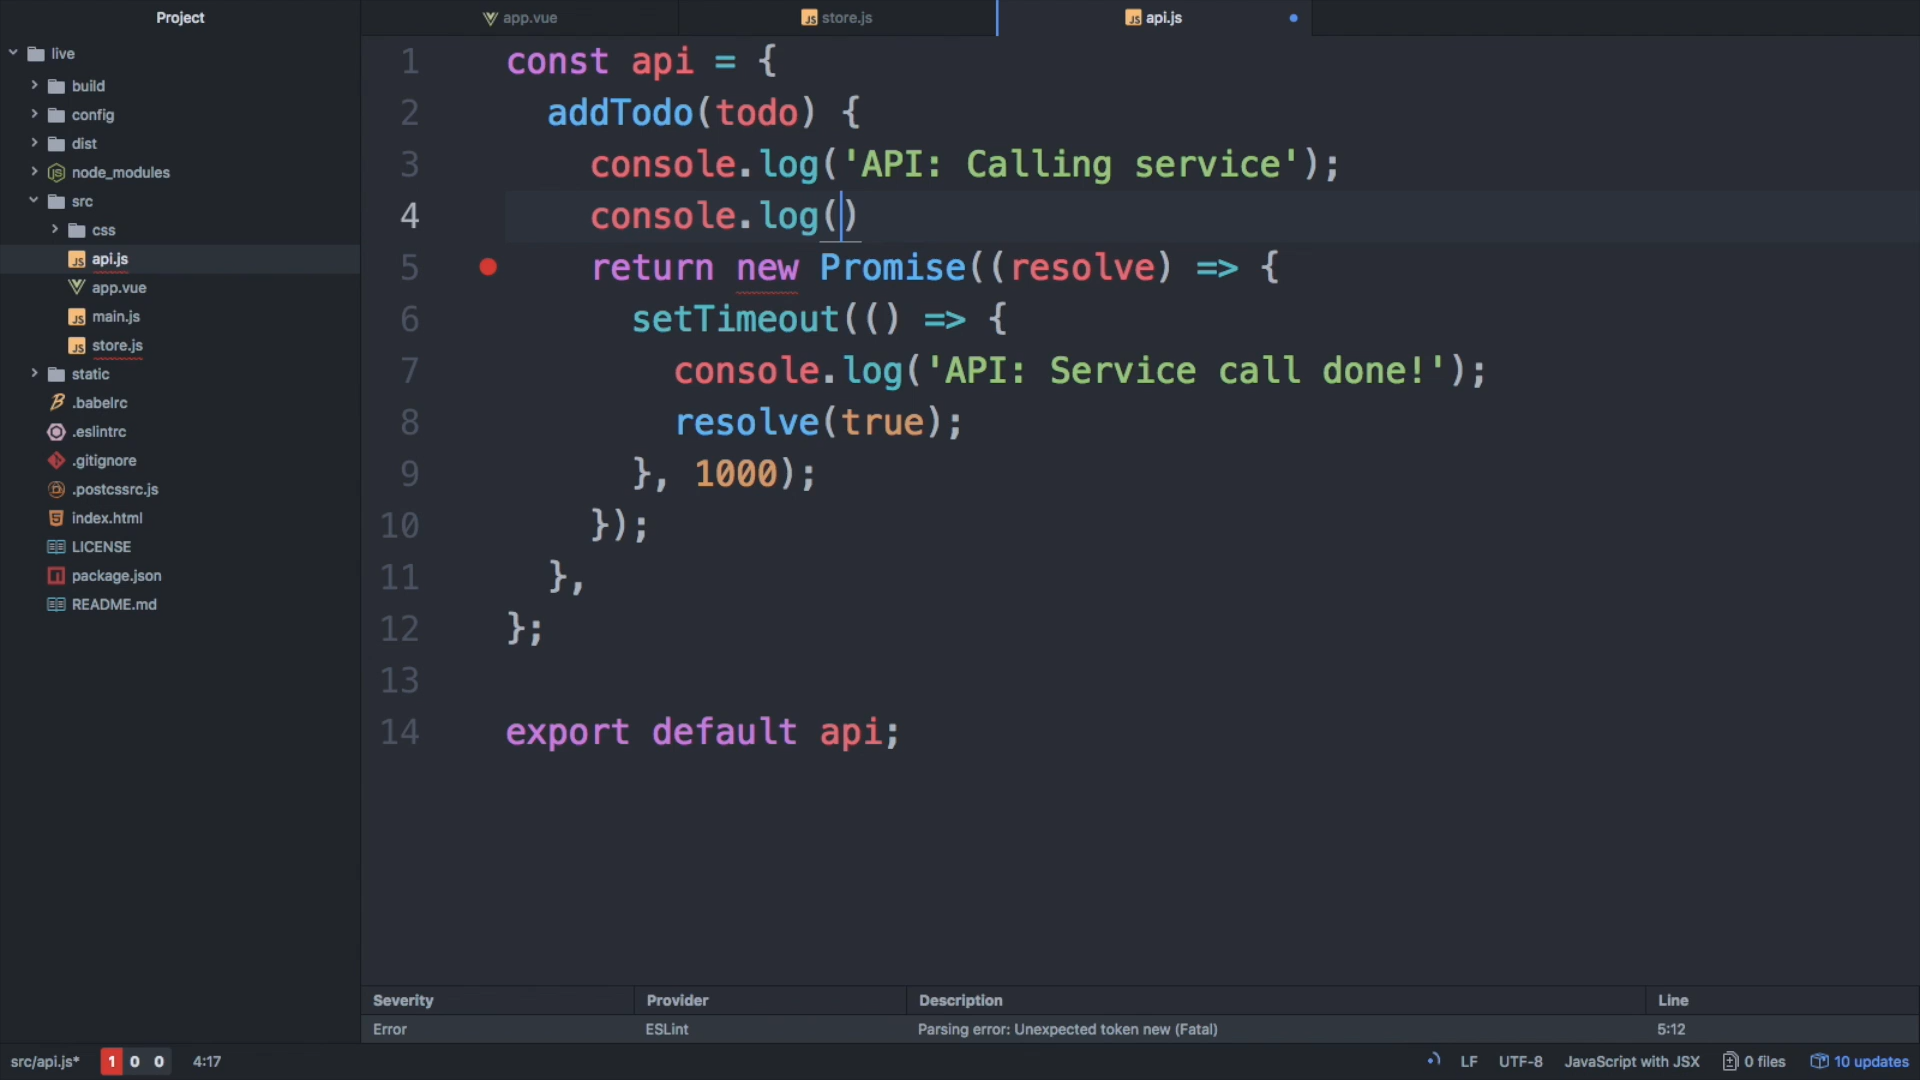 Project
app.vue
store.js
api.js
live
build
config
dist
node_modules
src
css
api.js
app.vue
main.js
store.js
static
.babelrc
.eslintrc
.gitignore
.postcssrc.js
index.html
LICENSE
package.json
README.md
1 const api = {
2 addTodo(todo) {
3 console.log('API: Calling service');
4 console.log()
5 return new Promise((resolve) => {
6 setTimeout(() => {
7 console.log('API: Service call done!');
8 resolve(true);
9 }, 1000);
10 });
11 },
12 };
13
14 export default api;
Severity Provider Description Line
Error ESLint Parsing error: Unexpected token new (Fatal) 5:12
src/api.js* 1 0 0 4:17 LF UTF-8 JavaScript with JSX 0 files 10 updates